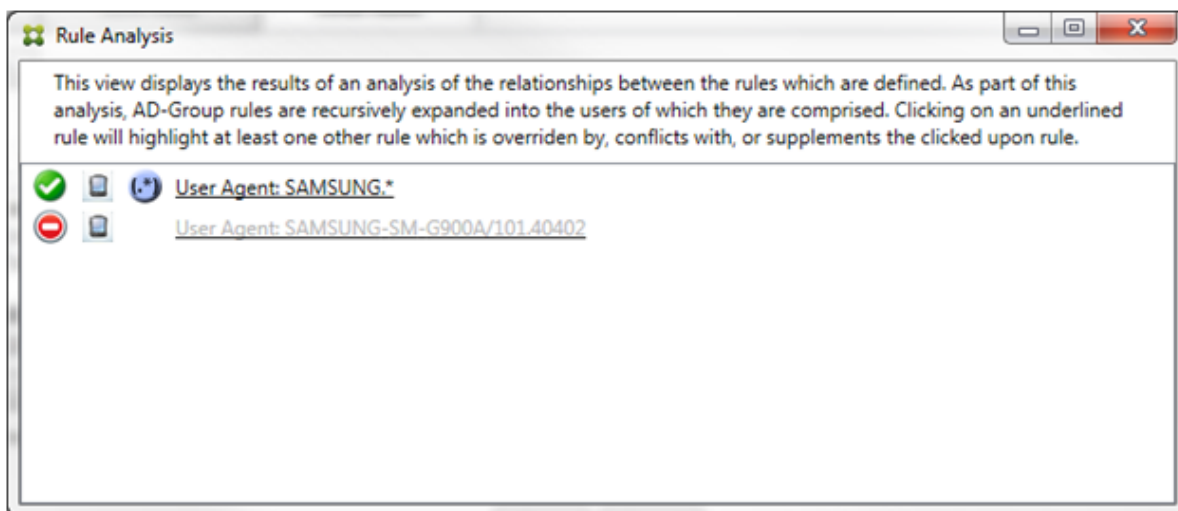 Rule Analysis
This view displays the results of an analysis of the relationships between the rules which are defined. As part of this
analysis, AD-Group rules are recursively expanded into the users of which they are comprised. Clicking on an underlined
rule will highlight at least one other rule which is overriden by, conflicts with, or supplements the clicked upon rule.
(.*) User Agent: SAMSUNG.*
User Agent: SAMSUNG-SM-G900A/101.40402